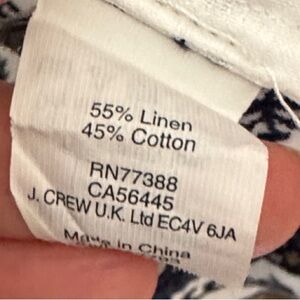 55% Linen
45% Cotton
RN77388
CA56445
J. CREW U.K. Ltd EC4V 6JA
Made in China